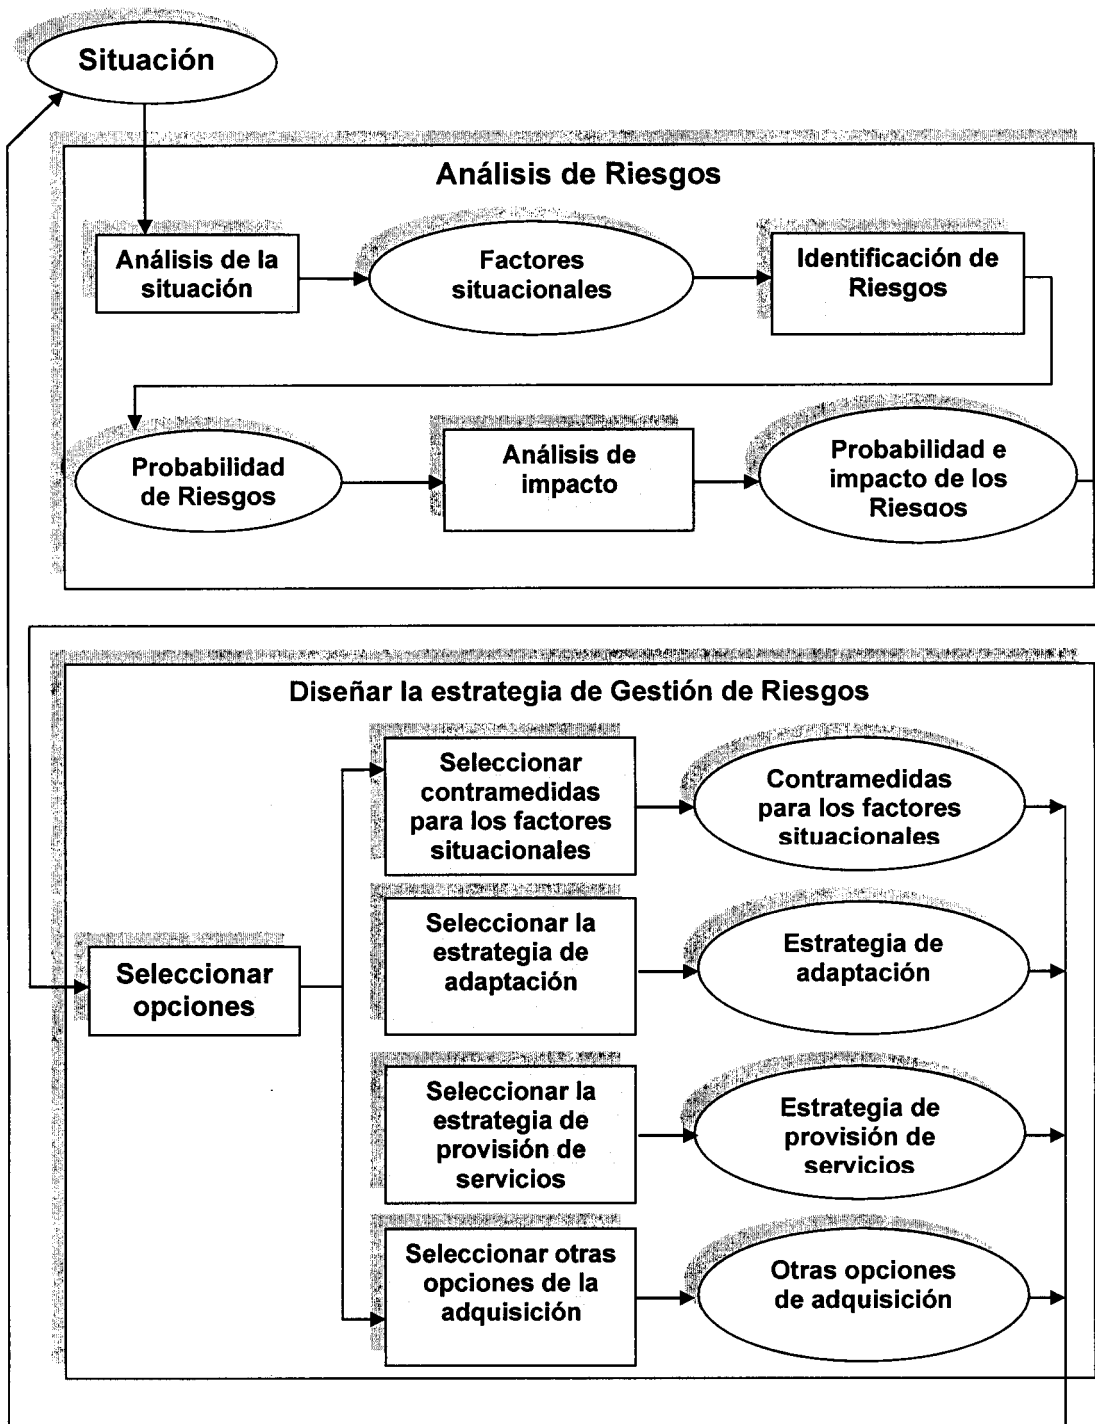 Situación
Análisis de Riesgos
Análisis de la
situación
Factores
situacionales
Identificación de
Riesgos
Probabilidad
de Riesgos
Análisis de
impacto
Probabilidad e
impacto de los
Riesgos
Diseñar la estrategia de Gestión de Riesgos
Seleccionar
opciones
Seleccionar
contramedidas
para los factores
situacionales
Contramedidas
para los factores
situacionales
Seleccionar la
estrategia de
adaptación
Estrategia de
adaptación
Seleccionar la
estrategia de
provisión de
servicios
Estrategia de
provisión de
servicios
Seleccionar otras
opciones de la
adquisición
Otras opciones
de adquisición